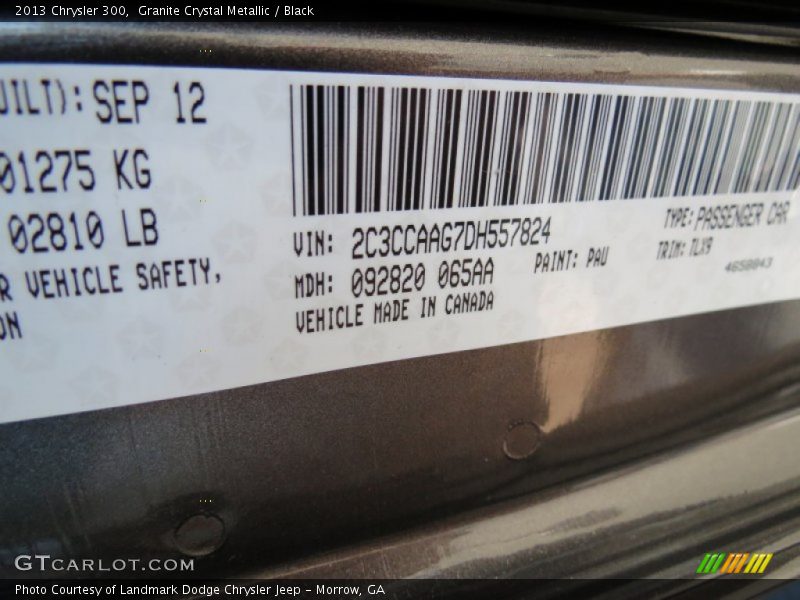 2013 Chrysler 300, Granite Crystal Metallic / Black
UILT): SEP 12
01275 KG
02810 LB
R VEHICLE SAFETY,
ON
VIN: 2C3CCAAG7DH557824
TYPE: PASSENGER CAR
MDH: 092820 065AA
PAINT: PAU
TRIM: TLX9
VEHICLE MADE IN CANADA
4658043
GTCARLOT.COM
Photo Courtesy of Landmark Dodge Chrysler Jeep – Morrow, GA